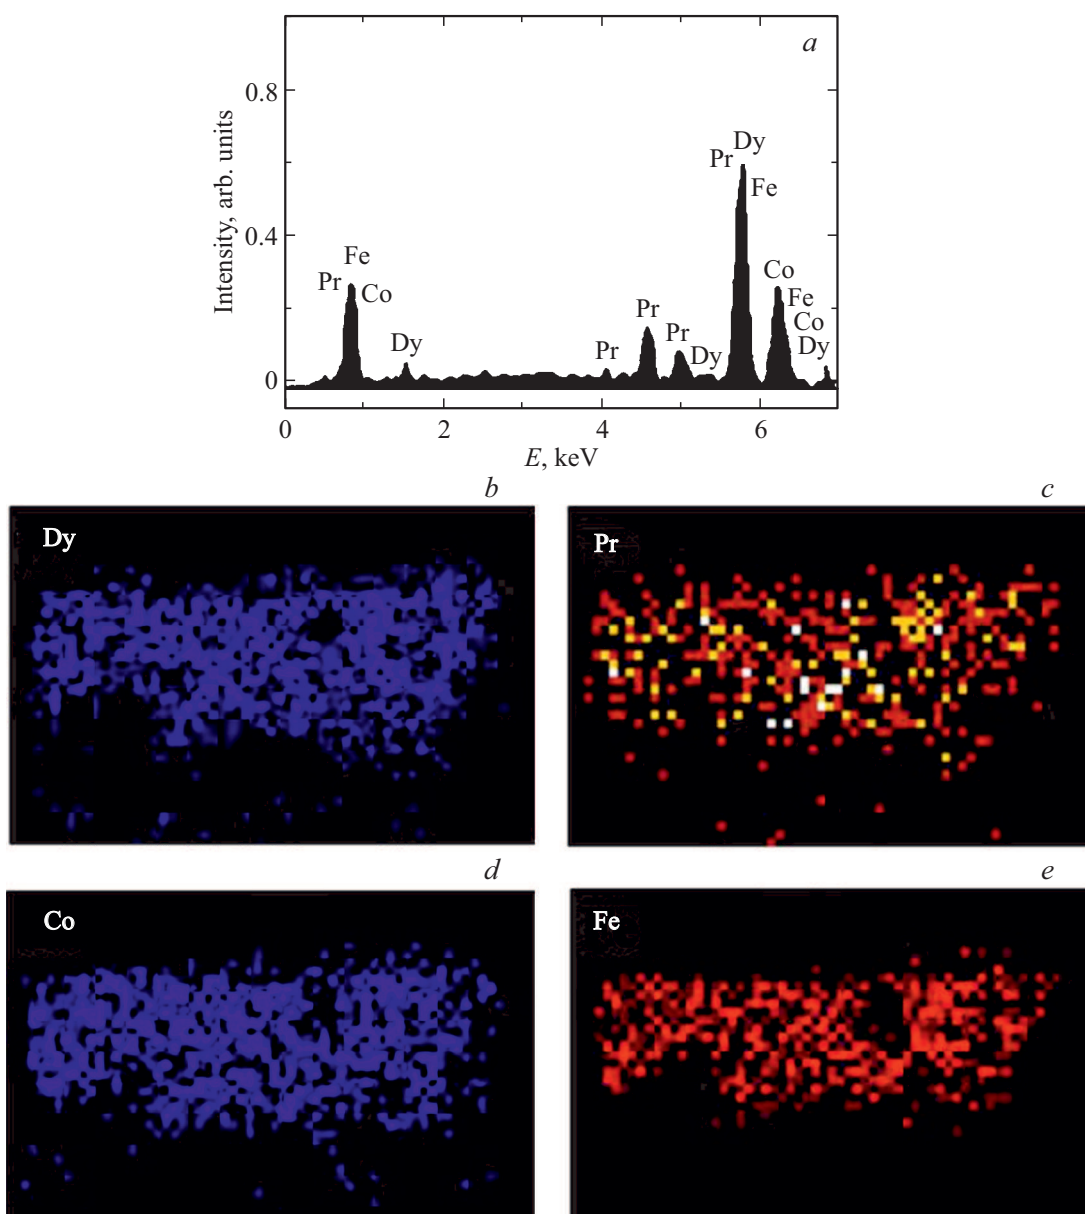 a
0.8
0.4
0
Intensity, arb. units
Dy
Pr
Fe
Fe
Pr
Co
Dy
Pr
Pr
Pr
Dy
Co
Fe
Co
Dy
0 2 4 6
E, keV
b
Dy
c
Pr
d
Co
e
Fe